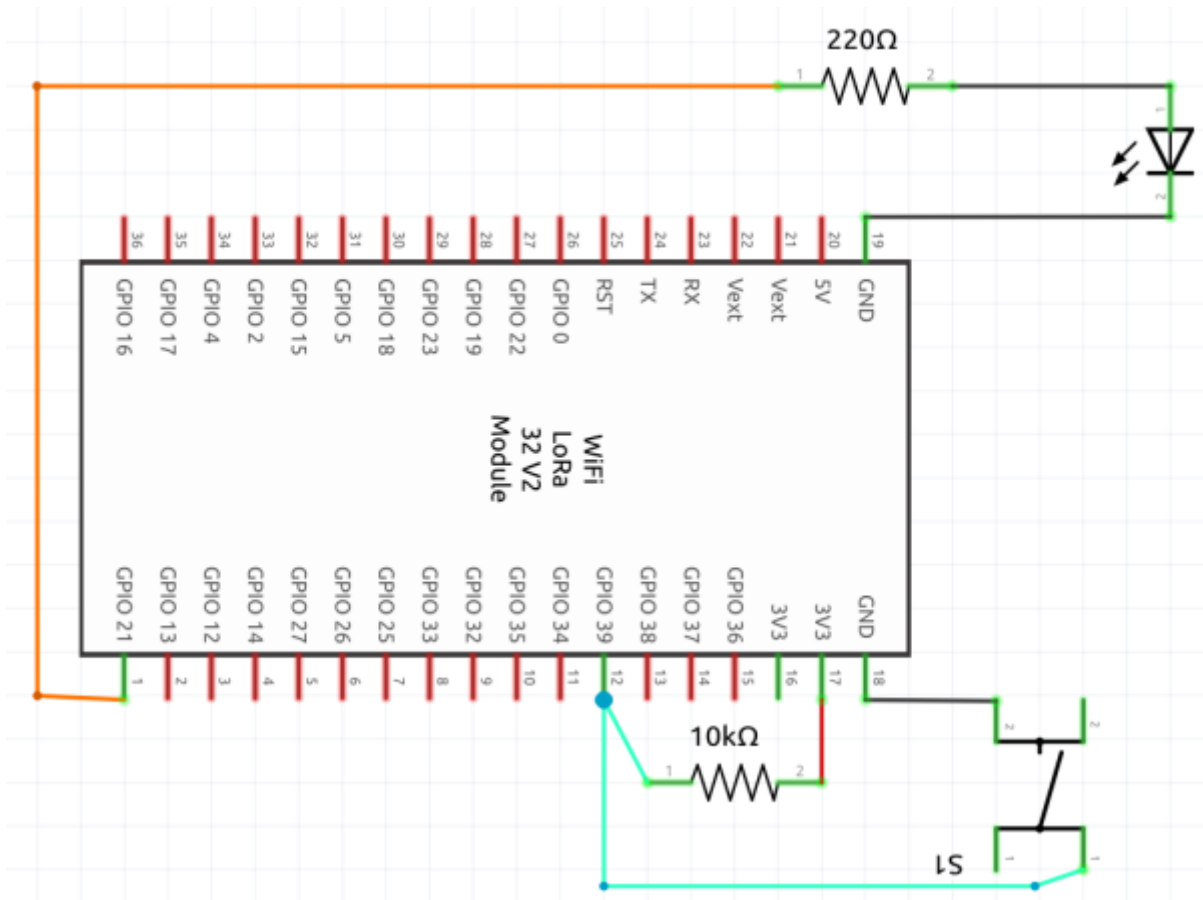 220Ω
1
2
1
2
36
35
34
33
32
31
30
29
28
27
26
25
24
23
22
21
20
19
GPIO 16
GPIO 17
GPIO 4
GPIO 2
GPIO 15
GPIO 5
GPIO 18
GPIO 23
GPIO 19
GPIO 22
GPIO 0
RST
TX
RX
Vext
Vext
5V
GND
WiFi
LoRa
32 V2
Module
GPIO 21
GPIO 13
GPIO 12
GPIO 14
GPIO 27
GPIO 26
GPIO 25
GPIO 33
GPIO 32
GPIO 35
GPIO 34
GPIO 39
GPIO 38
GPIO 37
GPIO 36
3V3
3V3
GND
1
2
3
4
5
6
7
8
9
10
11
12
13
14
15
16
17
18
10kΩ
1
2
2
2
1
1
S1